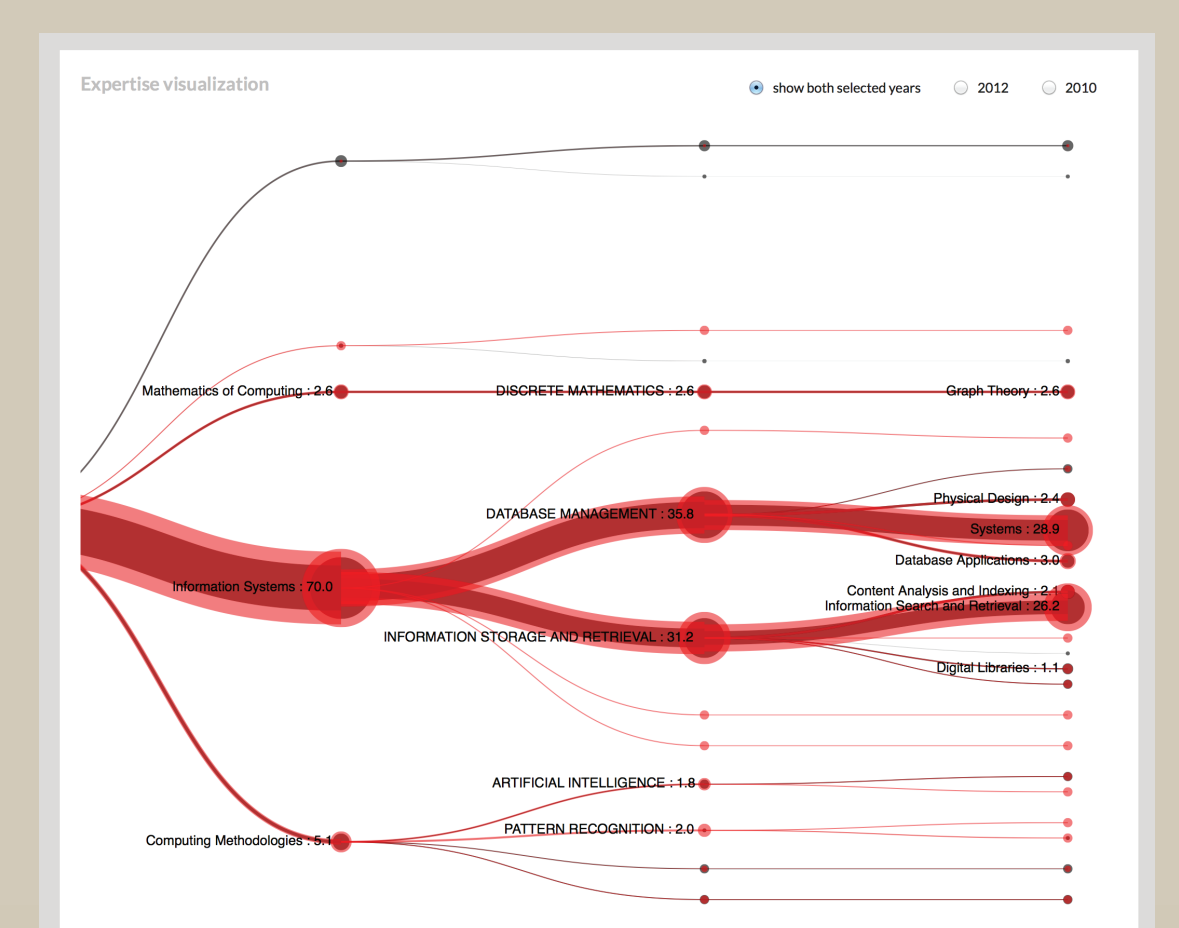 Expertise visualization
show both selected years
2012
2010
Mathematics of Computing : 2.6
DISCRETE MATHEMATICS : 2.6
Graph Theory : 2.6
Physical Design : 2.4
DATABASE MANAGEMENT : 35.8
Systems : 28.9
Database Applications : 3.0
Information Systems : 70.0
Content Analysis and Indexing : 2.1
Information Search and Retrieval : 26.2
INFORMATION STORAGE AND RETRIEVAL : 31.2
Digital Libraries : 1.1
ARTIFICIAL INTELLIGENCE : 1.8
PATTERN RECOGNITION : 2.0
Computing Methodologies : 5.1